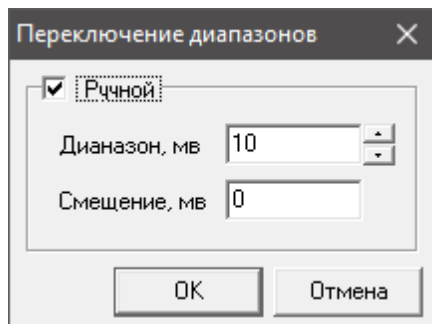 Переключение диапазонов
Ручной
Дианазон, мв
10
Смещение, мв
0
OK
Отмена